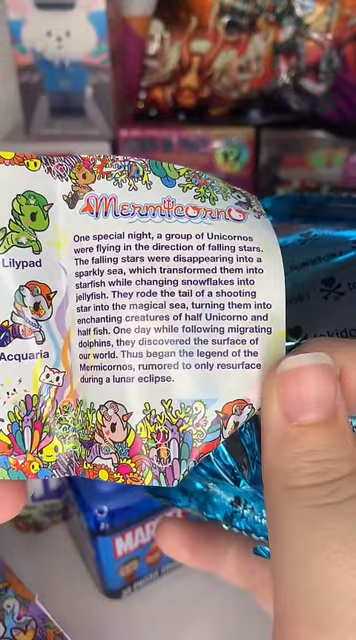 Mermicorno
One special night, a group of Unicornos
were flying in the direction of falling stars.
The falling stars were disappearing into a
sparkly sea, which transformed them into
starfish while changing snowflakes into
jellyfish. They rode the tail of a shooting
star into the magical sea, turning them into
enchanting creatures of half Unicorno and
half fish. One day while following migrating
dolphins, they discovered the surface of
our world. Thus began the legend of the
Mermicornos, rumored to only resurface
during a lunar eclipse.
Lilypad
Acquaria
MAR